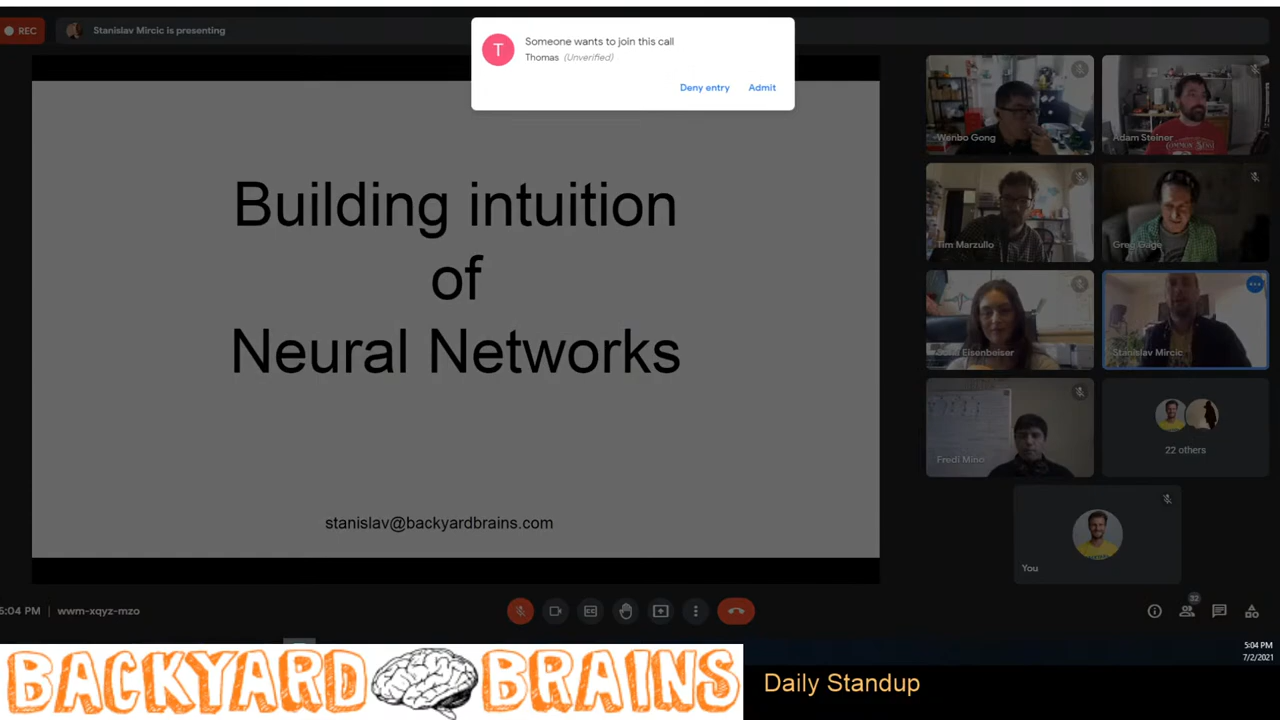 REC
Stanislav Mircic is presenting
T
Someone wants to join this call
Thomas (Unverified)
Deny entry
Admit
Building intuition
of
Neural Networks
stanislav@backyardbrains.com
Wenbo Gong
Adam Steiner
Tim Marzullo
Greg Gage
Eisenbeiser
Stanislav Mircic
Fredi Mino
22 others
You
5:04 PM | wwm-xqyz-mzo
32
5:04 PM
7/2/2021
BACKYARD BRAINS
Daily Standup